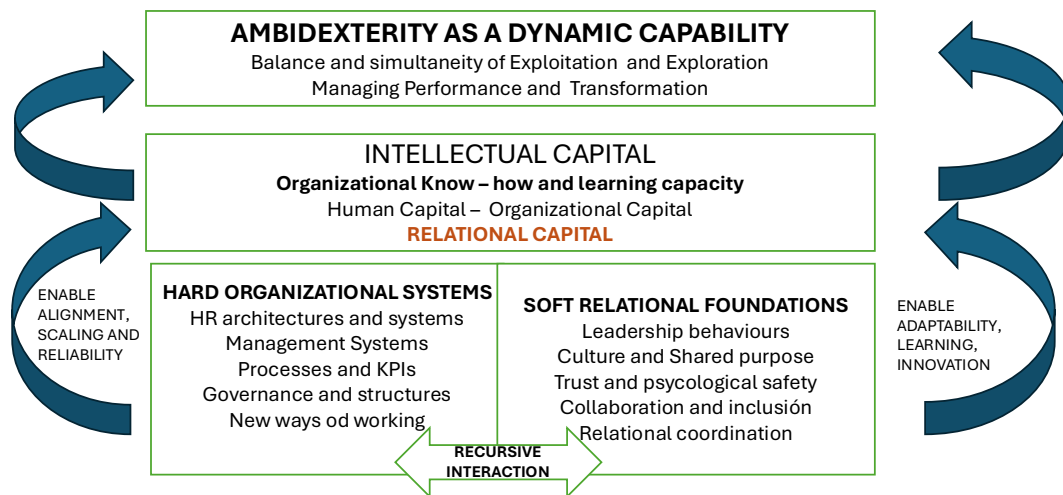 AMBIDEXTERITY AS A DYNAMIC CAPABILITY
Balance and simultaneity of Exploitation and Exploration
Managing Performance and Transformation
INTELLECTUAL CAPITAL
Organizational Know – how and learning capacity
Human Capital – Organizational Capital
RELATIONAL CAPITAL
ENABLE
ALIGNMENT,
SCALING AND
RELIABILITY
HARD ORGANIZATIONAL SYSTEMS
HR architectures and systems
Management Systems
Processes and KPIs
Governance and structures
New ways od working
SOFT RELATIONAL FOUNDATIONS
Leadership behaviours
Culture and Shared purpose
Trust and psycological safety
Collaboration and inclusión
Relational coordination
ENABLE
ADAPTABILITY,
LEARNING,
INNOVATION
RECURSIVE
INTERACTION